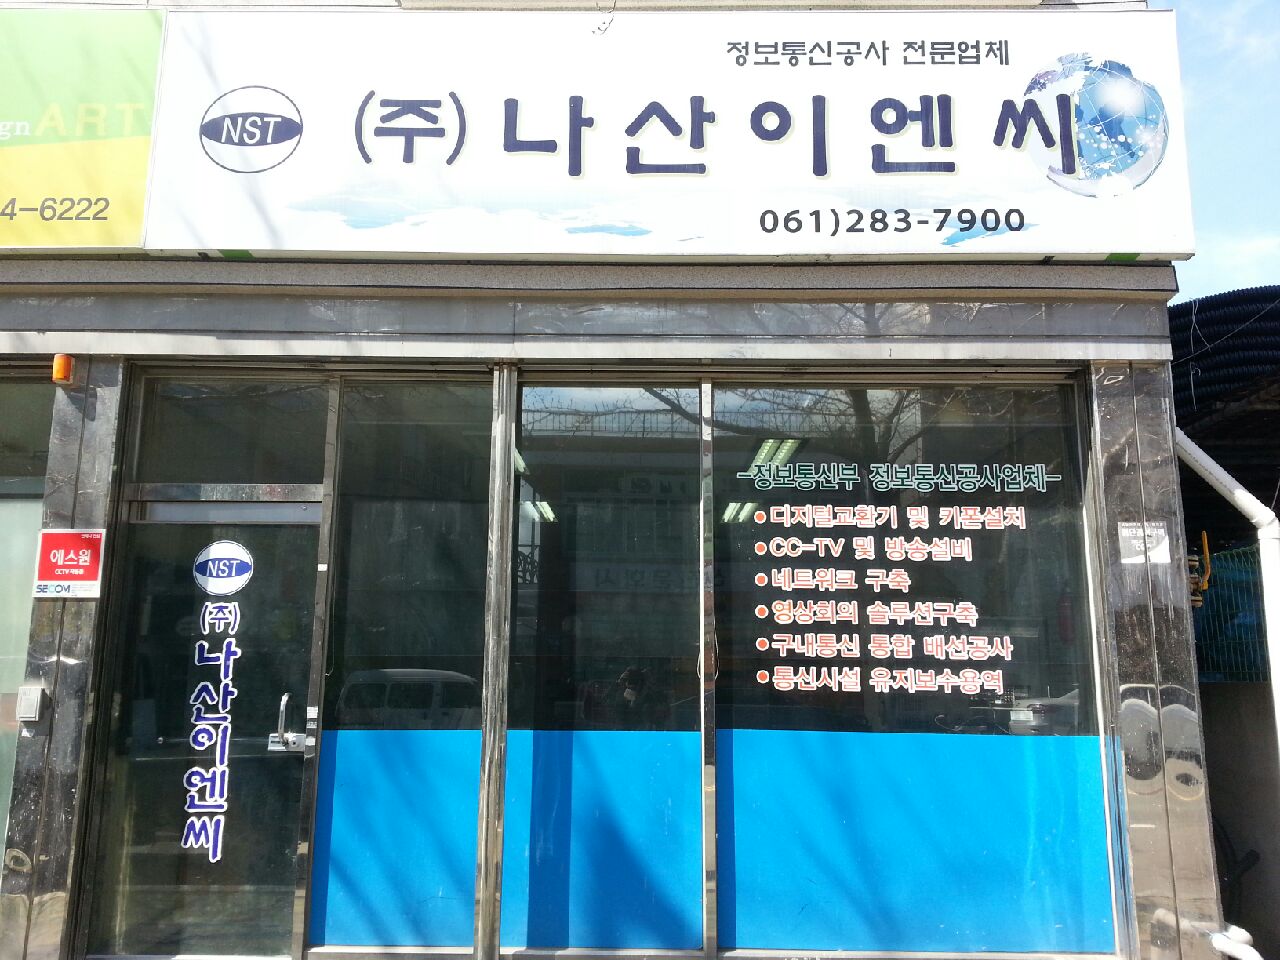 gn ART
4-6222
정보통신공사 전문업체
NST
(주)나산이엔씨
061)283-7900
에스원
SECOM
NST
(주)나산이엔씨
-정보통신부 정보통신공사업체-
•디지털교환기 및 키폰설치
•CC-TV 및 방송설비
•네트워크 구축
•영상회의 솔루션구축
•구내통신 통합 배선공사
•통신시설 유지보수용역